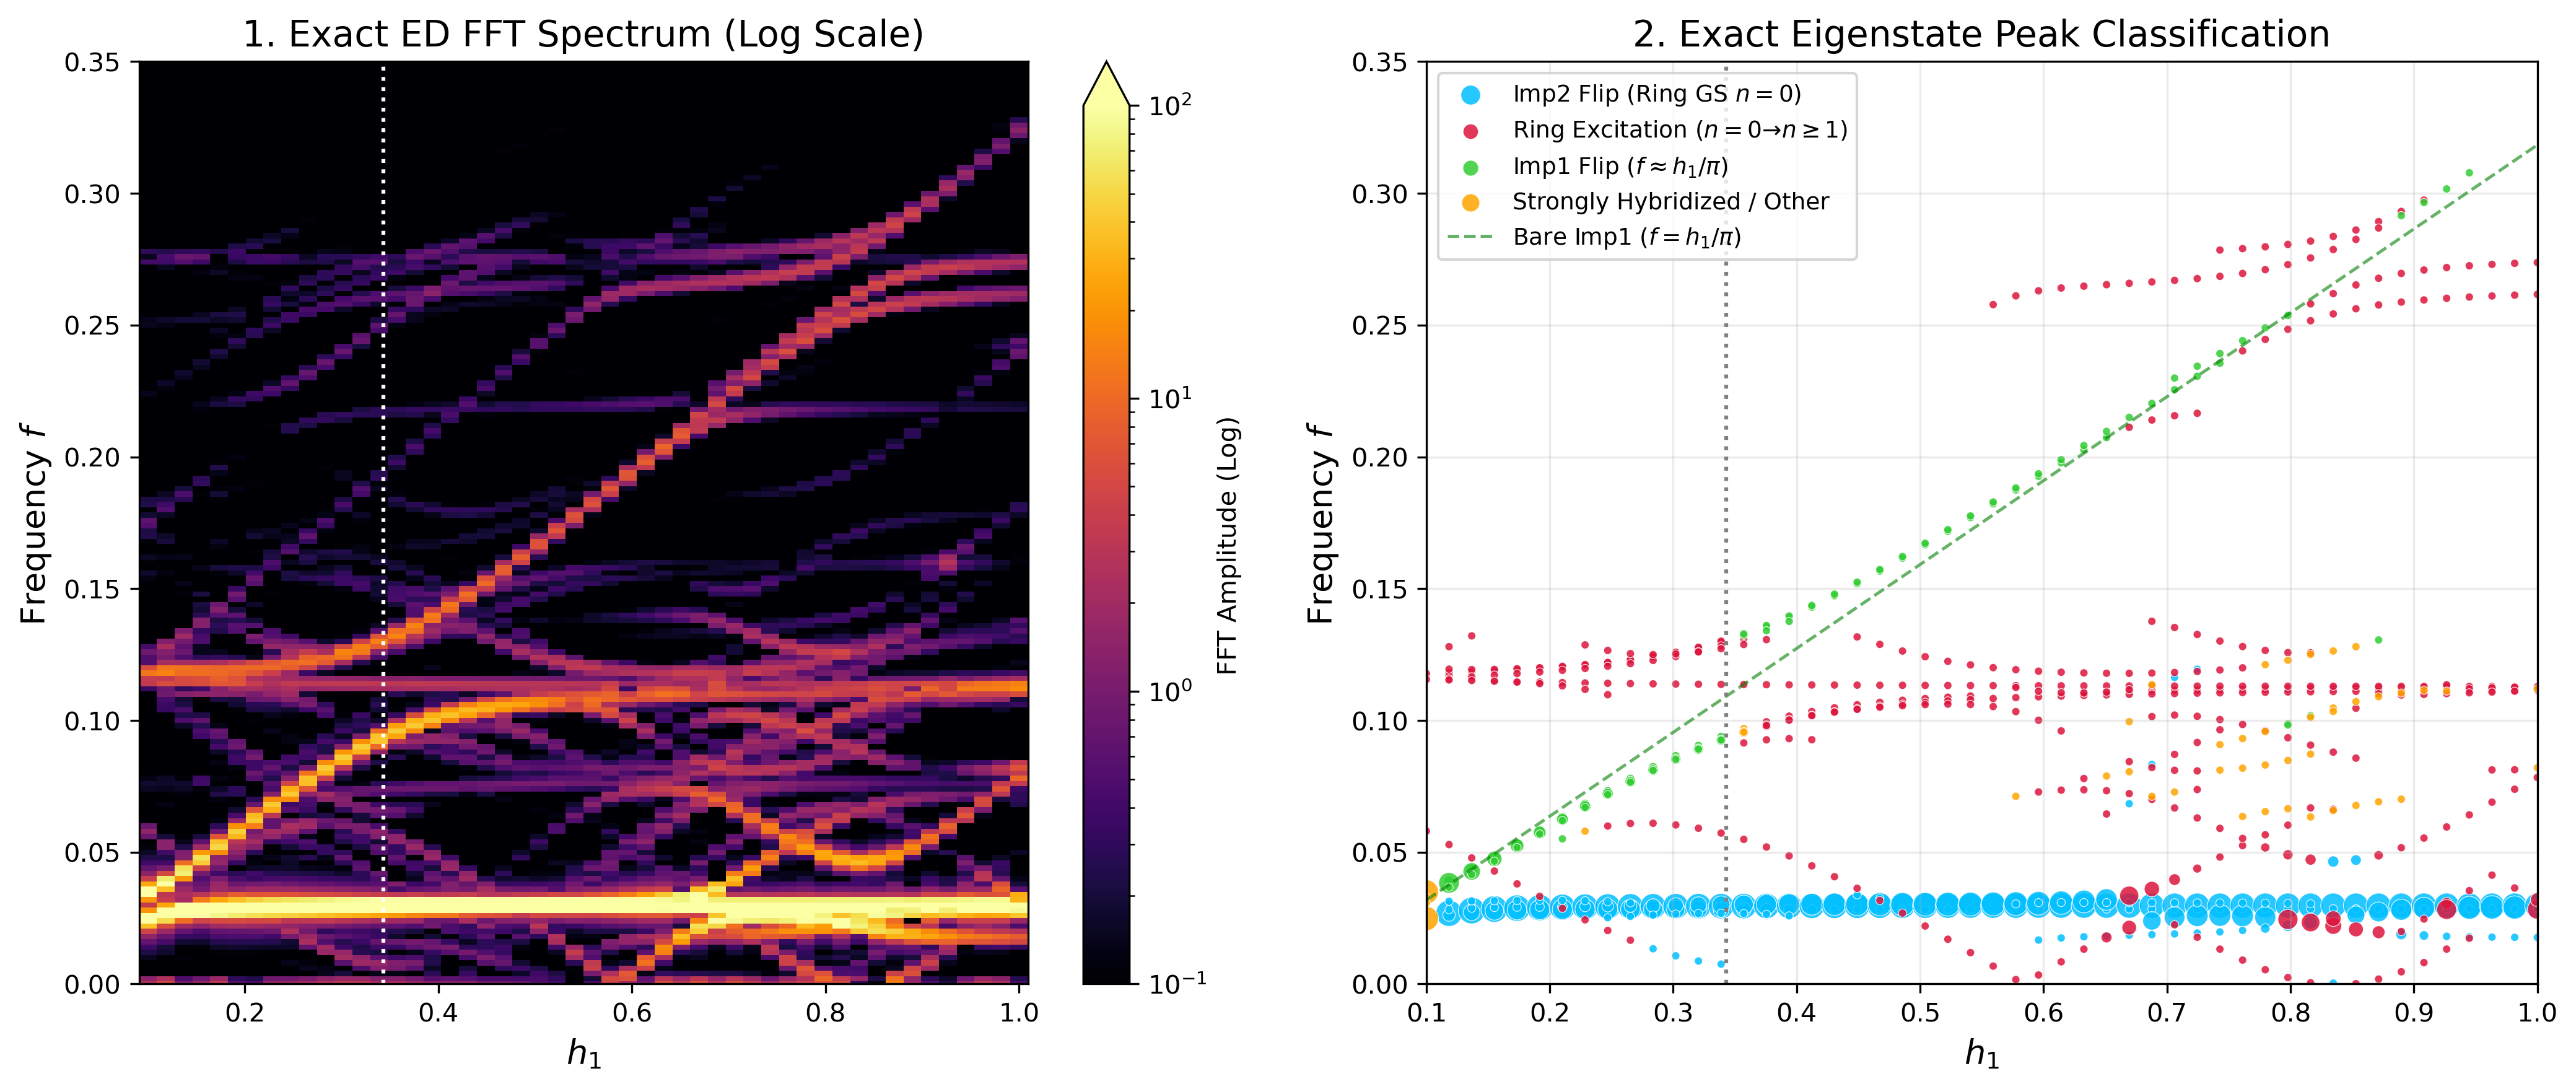 1. Exact ED FFT Spectrum (Log Scale)
0.35
0.30
0.25
0.20
0.15
0.10
0.05
0.00
Frequency f
0.2
0.4
0.6
0.8
1.0
h₁
10²
10¹
10⁰
10⁻¹
FFT Amplitude (Log)
2. Exact Eigenstate Peak Classification
Imp2 Flip (Ring GS n = 0)
Ring Excitation (n = 0→n ≥ 1)
Imp1 Flip (f ≈ h₁/π)
Strongly Hybridized / Other
Bare Imp1 (f = h₁/π)
0.35
0.30
0.25
0.20
0.15
0.10
0.05
0.00
Frequency f
0.1
0.2
0.3
0.4
0.5
0.6
0.7
0.8
0.9
1.0
h₁